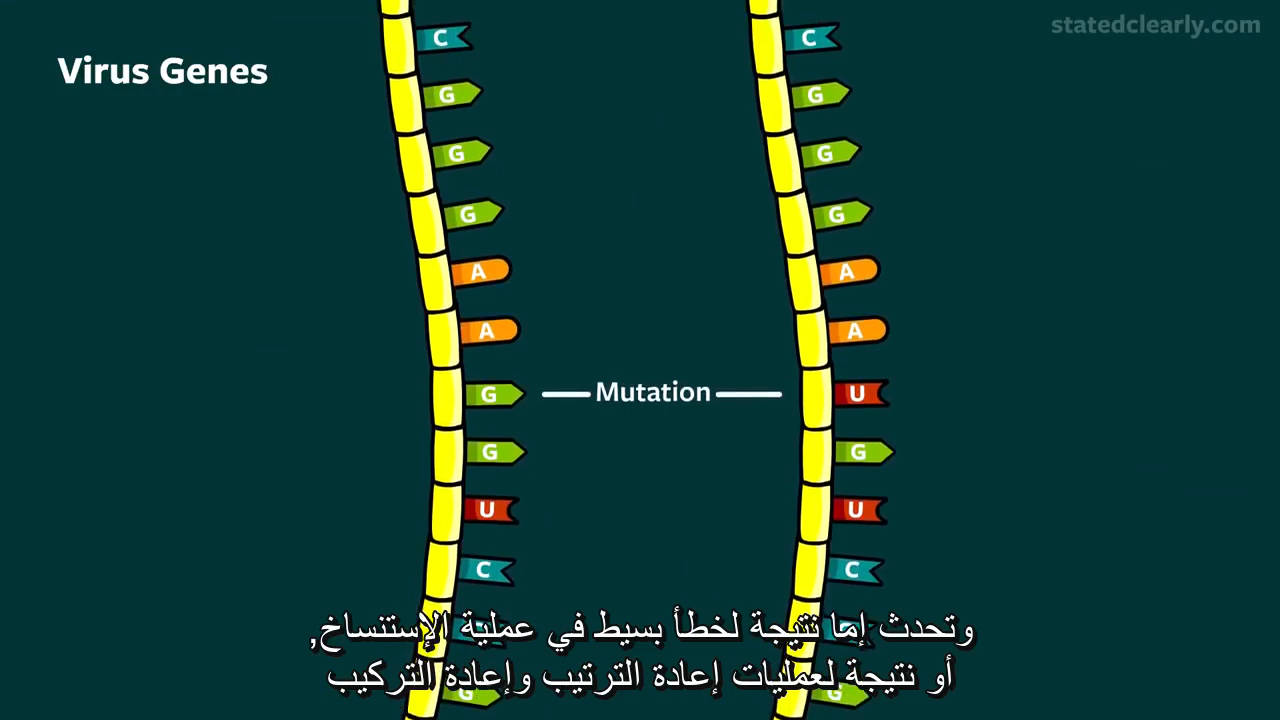 statedclearly.com
Virus Genes
C C
G G
G G
G G
A A
A A
G Mutation U
G G
U U
C C
وتحدث إما نتيجة لخطأ بسيط في عملية الإستنساخ,
أو نتيجة لعمليات إعادة الترتيب وإعادة التركيب
G G